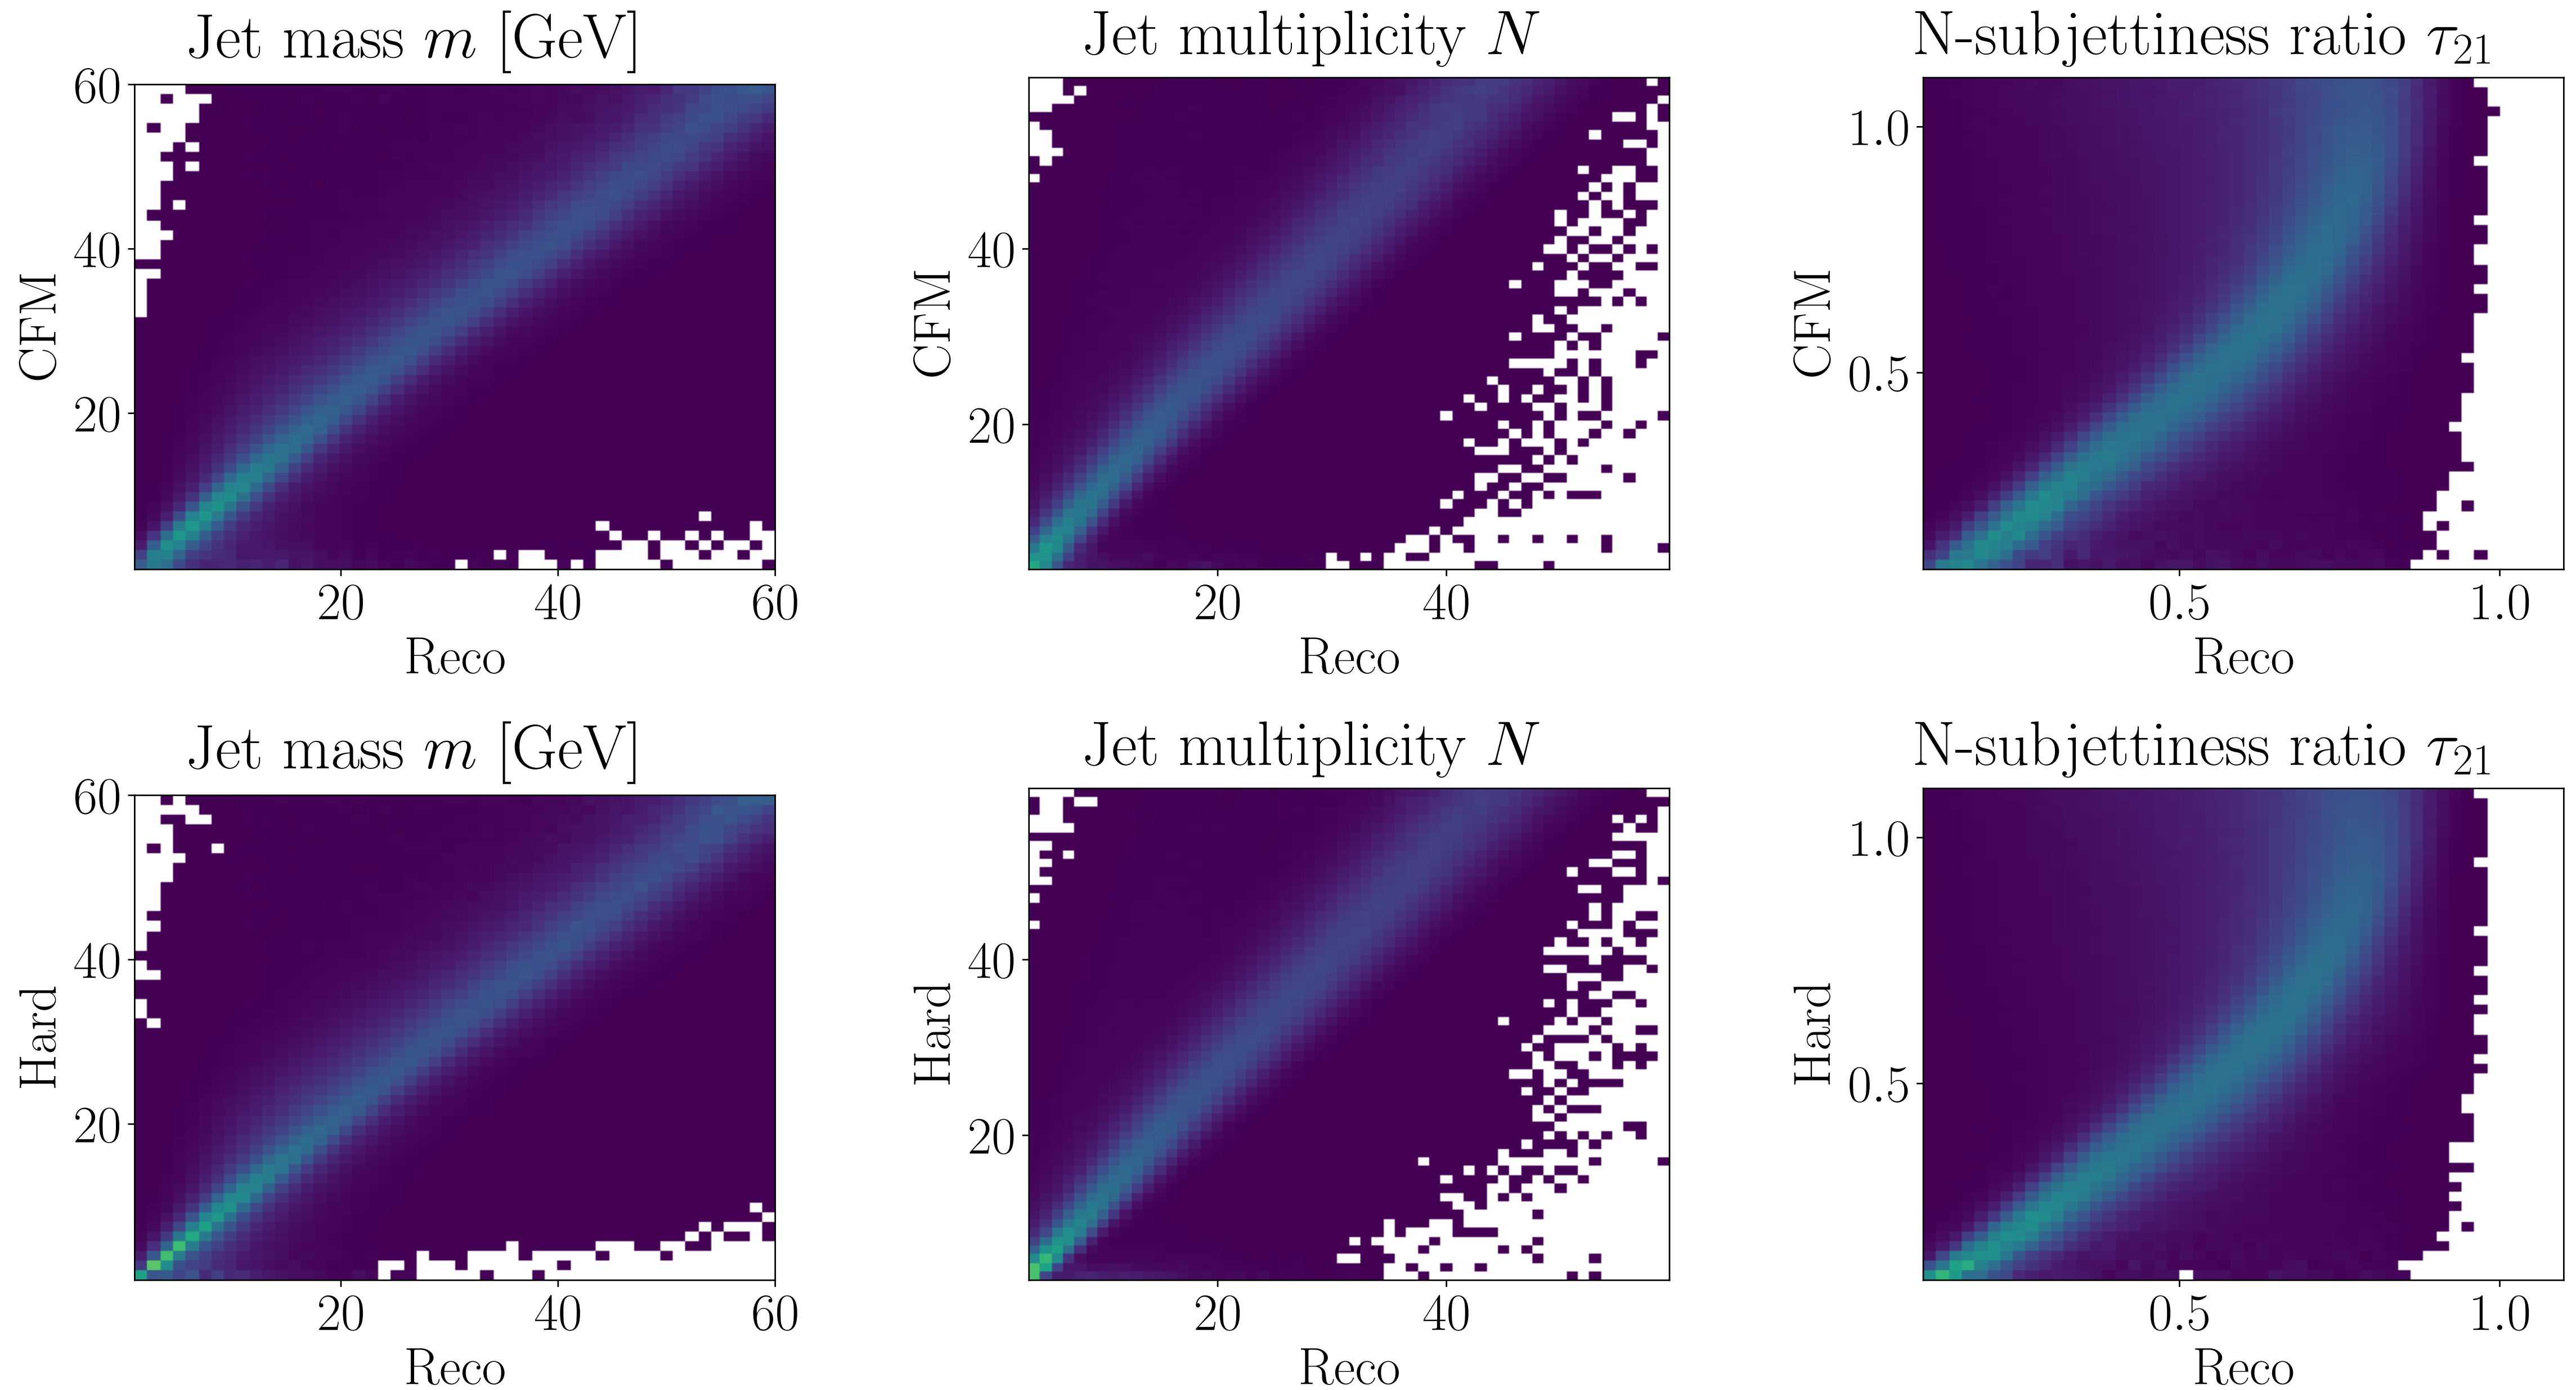 Jet mass m [GeV]
60
40
20
CFM
20 40 60
Reco
Jet multiplicity N
40
20
CFM
20 40
Reco
N-subjettiness ratio τ21
1.0
0.5
CFM
0.5 1.0
Reco
Jet mass m [GeV]
60
40
20
Hard
20 40 60
Reco
Jet multiplicity N
40
20
Hard
20 40
Reco
N-subjettiness ratio τ21
1.0
0.5
Hard
0.5 1.0
Reco